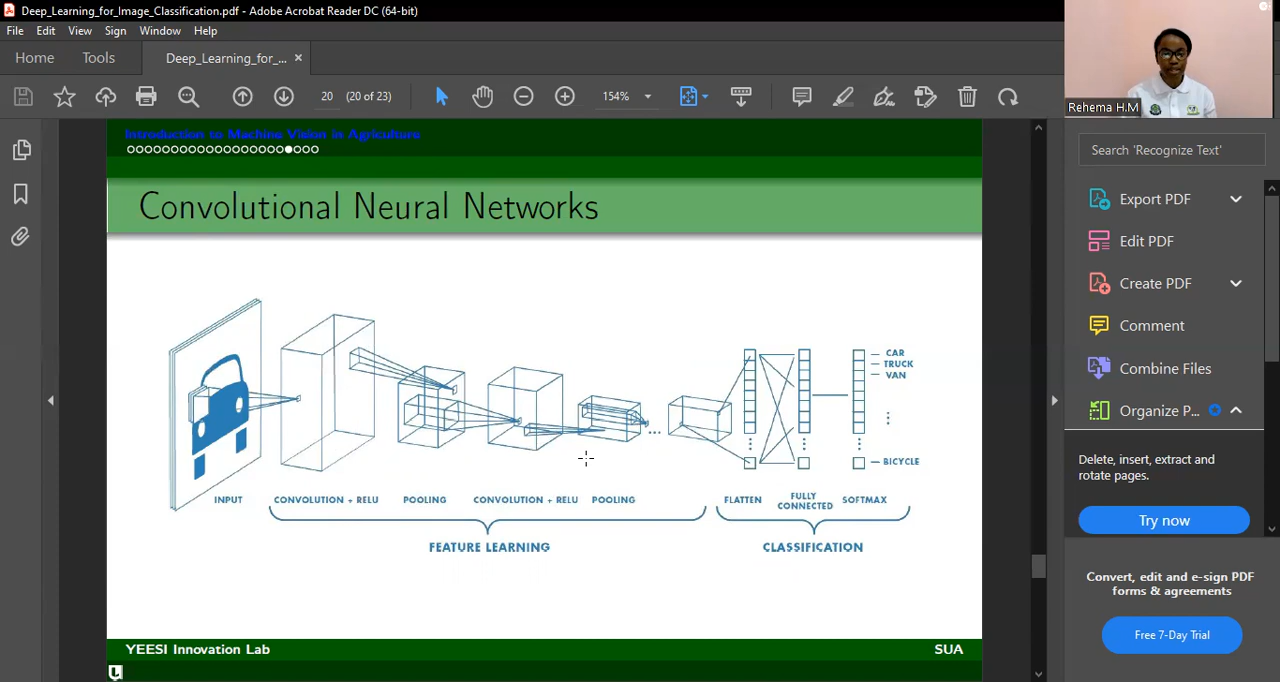 Deep_Learning_for_Image_Classification.pdf - Adobe Acrobat Reader DC (64-bit)
File Edit View Sign Window Help
Home Tools Deep_Learning_for_... ×
20 (20 of 23) 154%
Rehema H.M
Introduction to Machine Vision in Agriculture
Convolutional Neural Networks
CAR
TRUCK
VAN
BICYCLE
INPUT CONVOLUTION + RELU POOLING CONVOLUTION + RELU POOLING FLATTEN FULLY CONNECTED SOFTMAX
FEATURE LEARNING CLASSIFICATION
YEESI Innovation Lab SUA
Search 'Recognize Text'
Export PDF
Edit PDF
Create PDF
Comment
Combine Files
Organize P...
Delete, insert, extract and
rotate pages.
Try now
Convert, edit and e-sign PDF
forms & agreements
Free 7-Day Trial